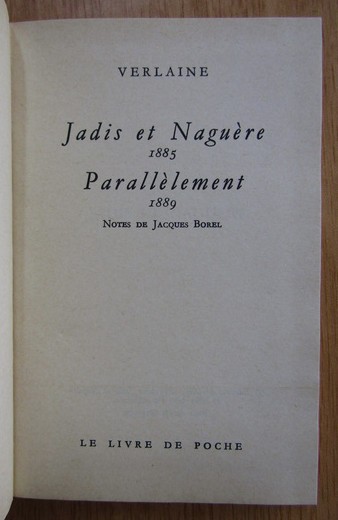 VERLAINE
Jadis et Naguère
1885
Parallèlement
1889
NOTES DE JACQUES BOREL
LE LIVRE DE POCHE